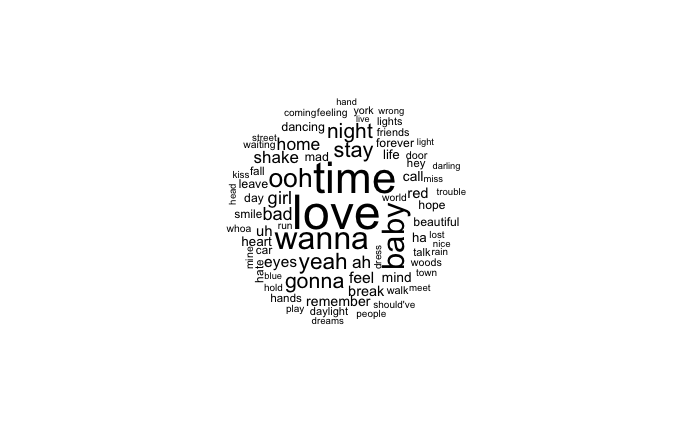 hand
coming feeling york wrong
live
dancing night lights
friends
street
waiting home stay forever light
shake mad life door
hey darling
kiss fall ooh time call miss
head leave world red trouble
day girl love hope
smile bad baby beautiful
whoa uh run wanna ha lost
heart nice
mine car dress talk rain
hate eyes yeah ah woods
blue gonna feel mind town
hold break walk meet
hands remember should've
play daylight people
dreams